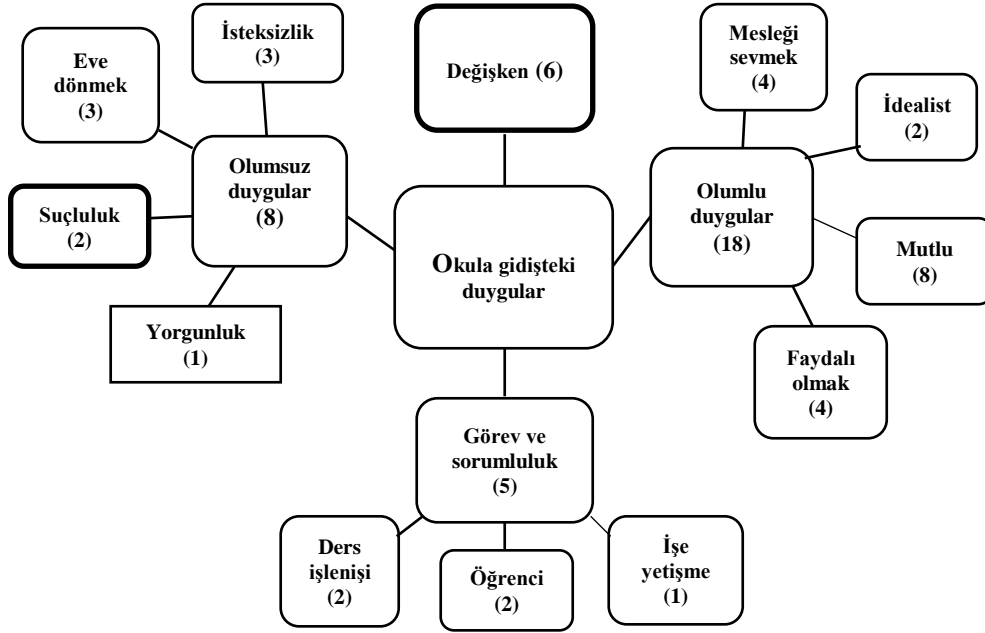 İsteksizlik
(3)
Eve
dönmek
(3)
Değişken (6)
Mesleği
sevmek
(4)
İdealist
(2)
Olumsuz
duygular
(8)
Olumlu
duygular
(18)
Suçluluk
(2)
Okula gidişteki
duygular
Mutlu
(8)
Yorgunluk
(1)
Faydalı
olmak
(4)
Görev ve
sorumluluk
(5)
Ders
işlenişi
(2)
Öğrenci
(2)
İşe
yetişme
(1)